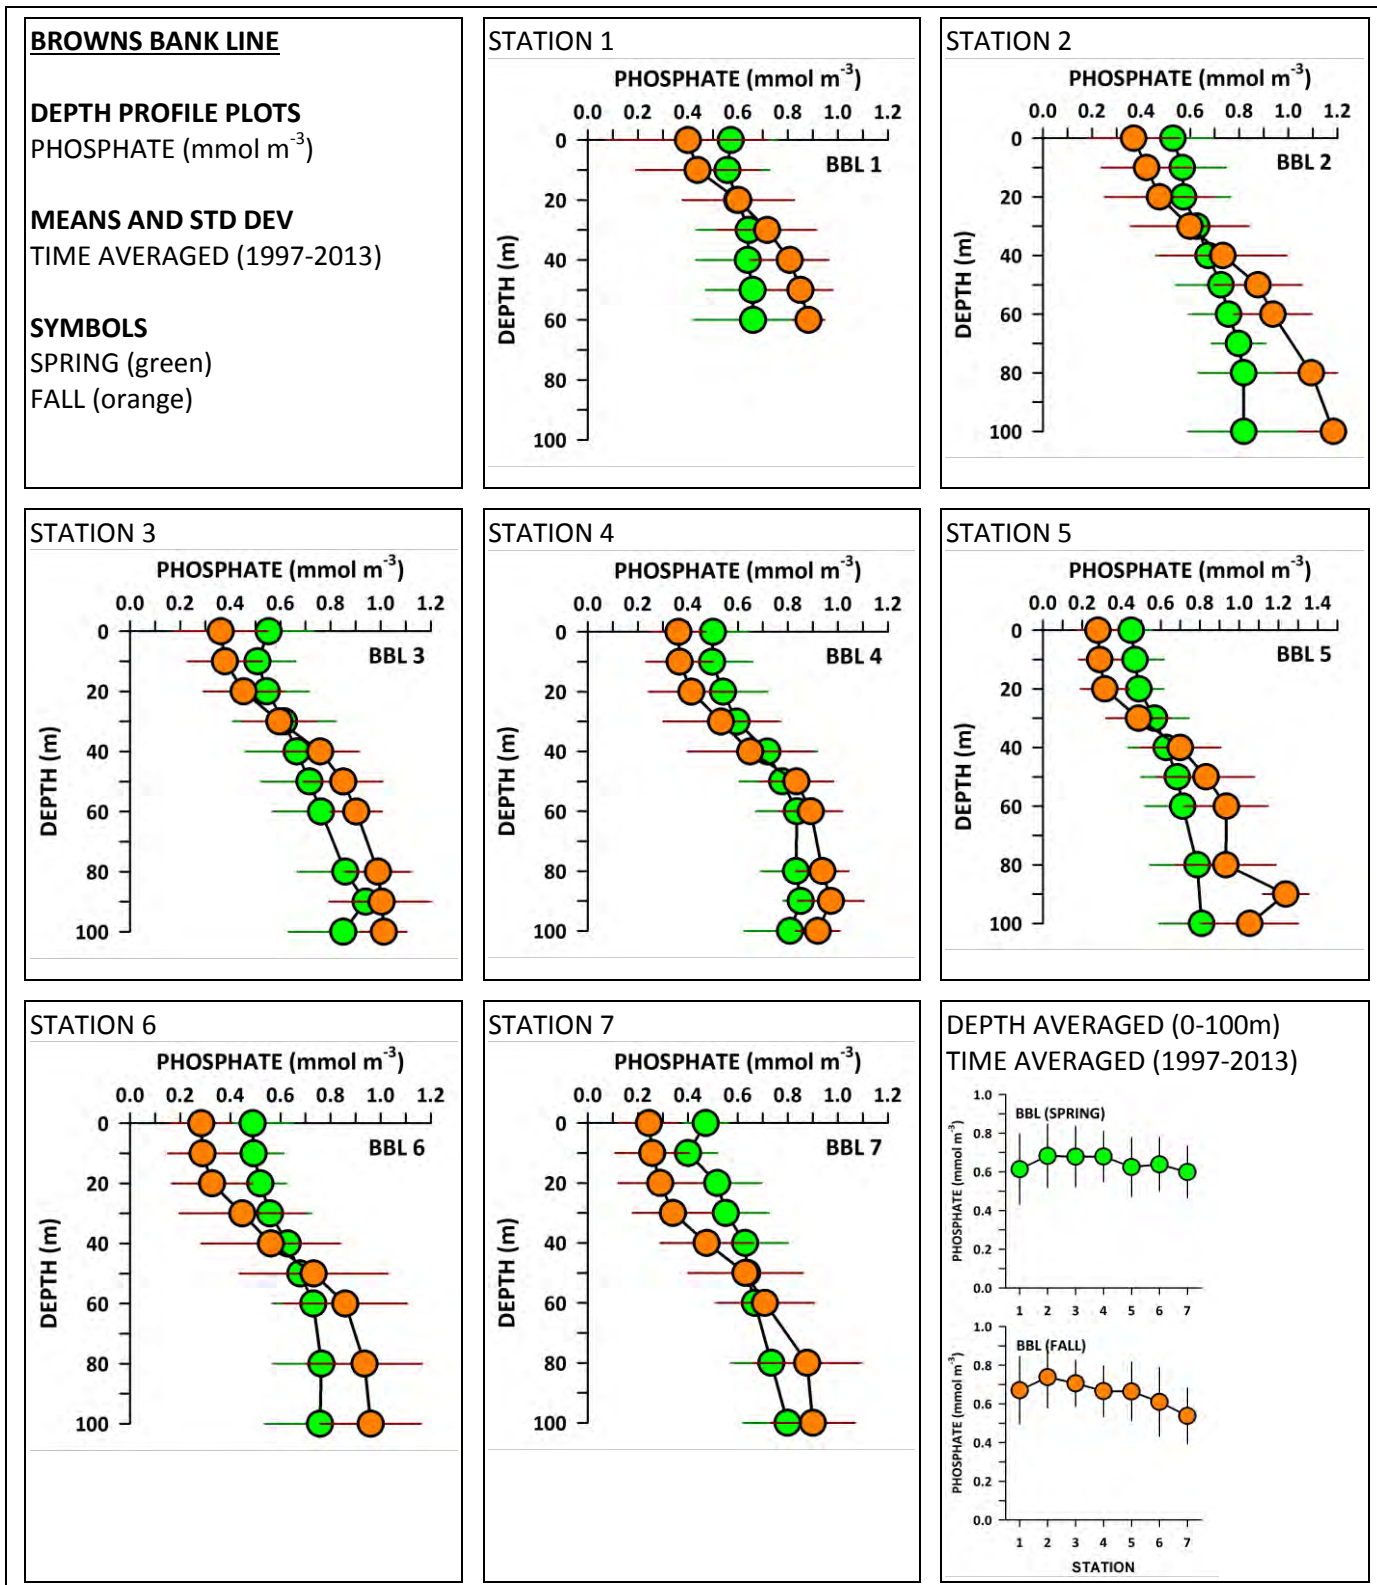 BROWNS BANK LINE
DEPTH PROFILE PLOTS
PHOSPHATE (mmol m-3)
MEANS AND STD DEV
TIME AVERAGED (1997-2013)
SYMBOLS
SPRING (green)
FALL (orange)
STATION 1
PHOSPHATE (mmol m-3)
0.0 0.2 0.4 0.6 0.8 1.0 1.2
BBL 1
DEPTH (m)
0
20
40
60
80
100
STATION 2
PHOSPHATE (mmol m-3)
0.0 0.2 0.4 0.6 0.8 1.0 1.2
BBL 2
DEPTH (m)
0
20
40
60
80
100
STATION 3
PHOSPHATE (mmol m-3)
0.0 0.2 0.4 0.6 0.8 1.0 1.2
BBL 3
DEPTH (m)
0
20
40
60
80
100
STATION 4
PHOSPHATE (mmol m-3)
0.0 0.2 0.4 0.6 0.8 1.0 1.2
BBL 4
DEPTH (m)
0
20
40
60
80
100
STATION 5
PHOSPHATE (mmol m-3)
0.0 0.2 0.4 0.6 0.8 1.0 1.2 1.4
BBL 5
DEPTH (m)
0
20
40
60
80
100
STATION 6
PHOSPHATE (mmol m-3)
0.0 0.2 0.4 0.6 0.8 1.0 1.2
BBL 6
DEPTH (m)
0
20
40
60
80
100
STATION 7
PHOSPHATE (mmol m-3)
0.0 0.2 0.4 0.6 0.8 1.0 1.2
BBL 7
DEPTH (m)
0
20
40
60
80
100
DEPTH AVERAGED (0-100m)
TIME AVERAGED (1997-2013)
BBL (SPRING)
PHOSPHATE (mmol m-3)
1.0
0.8
0.6
0.4
0.2
0.0
1 2 3 4 5 6 7
BBL (FALL)
PHOSPHATE (mmol m-3)
1.0
0.8
0.6
0.4
0.2
0.0
1 2 3 4 5 6 7
STATION